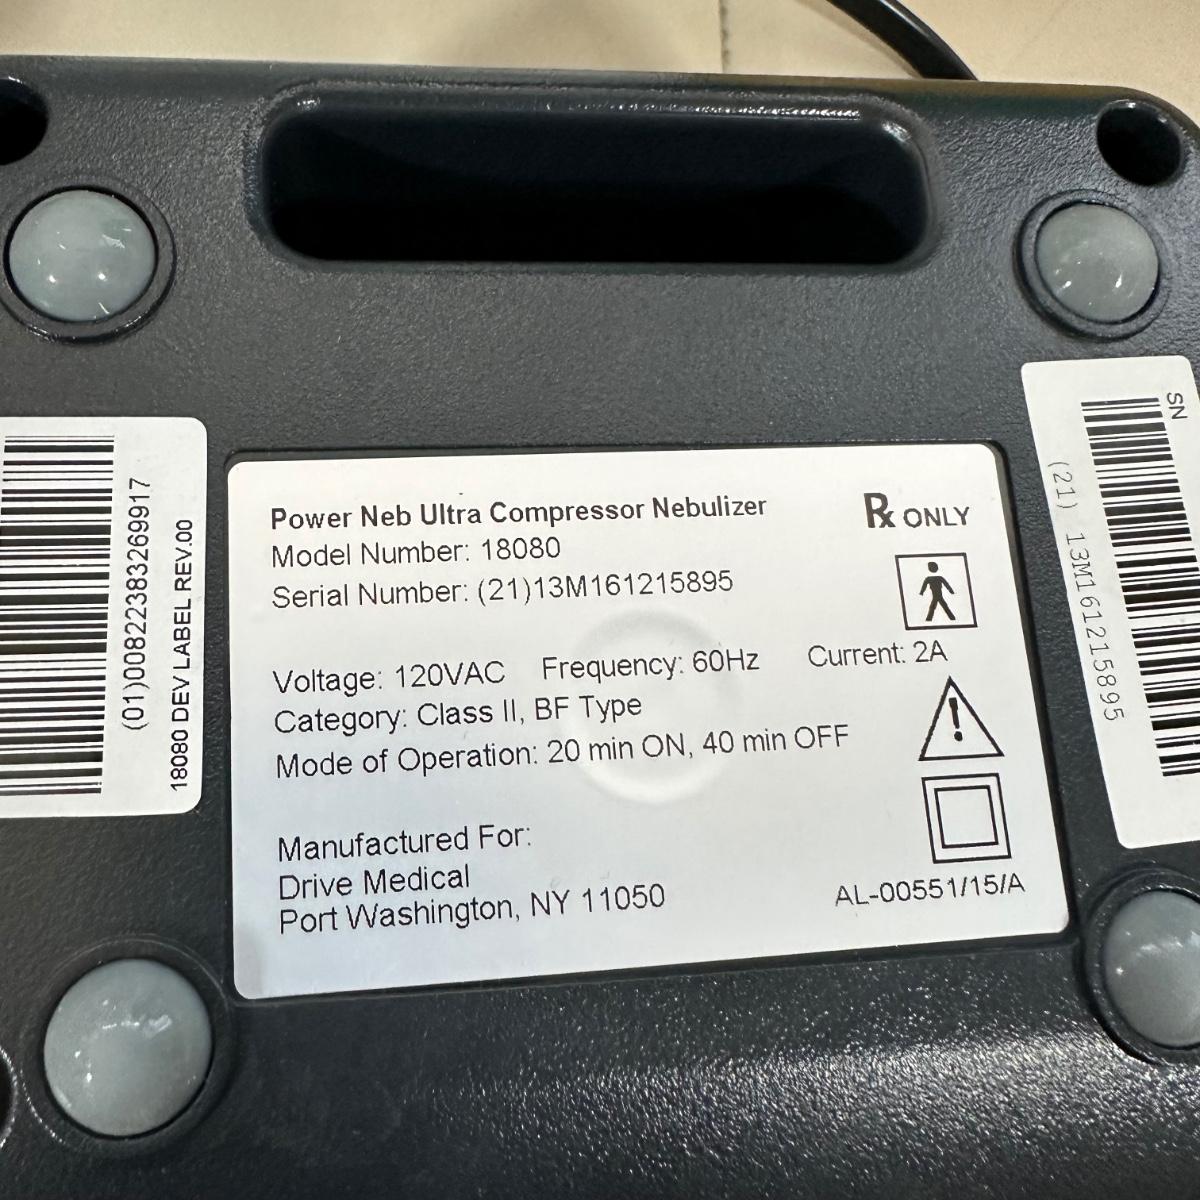 Power Neb Ultra Compressor Nebulizer
Rx ONLY
Model Number: 18080
Serial Number: (21)13M161215895
Voltage: 120VAC Frequency: 60Hz Current: 2A
Category: Class II, BF Type
Mode of Operation: 20 min ON, 40 min OFF
Manufactured For:
Drive Medical
Port Washington, NY 11050
AL-00551/15/A
(01)00822383269917
18080 DEV LABEL REV.00
SN
(21) 13M161215895